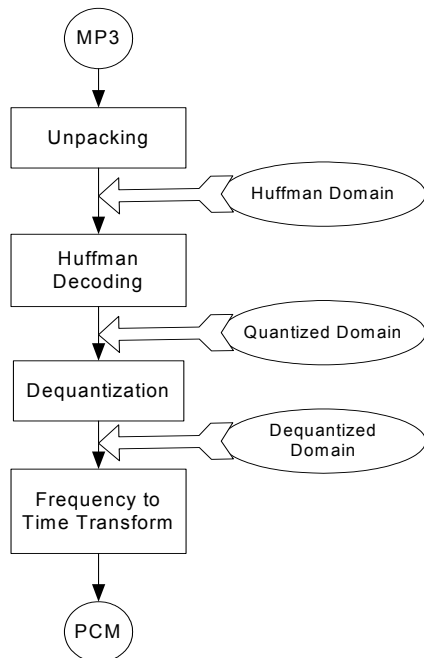 MP3
Unpacking
Huffman Domain
Huffman
Decoding
Quantized Domain
Dequantization
Dequantized
Domain
Frequency to
Time Transform
PCM